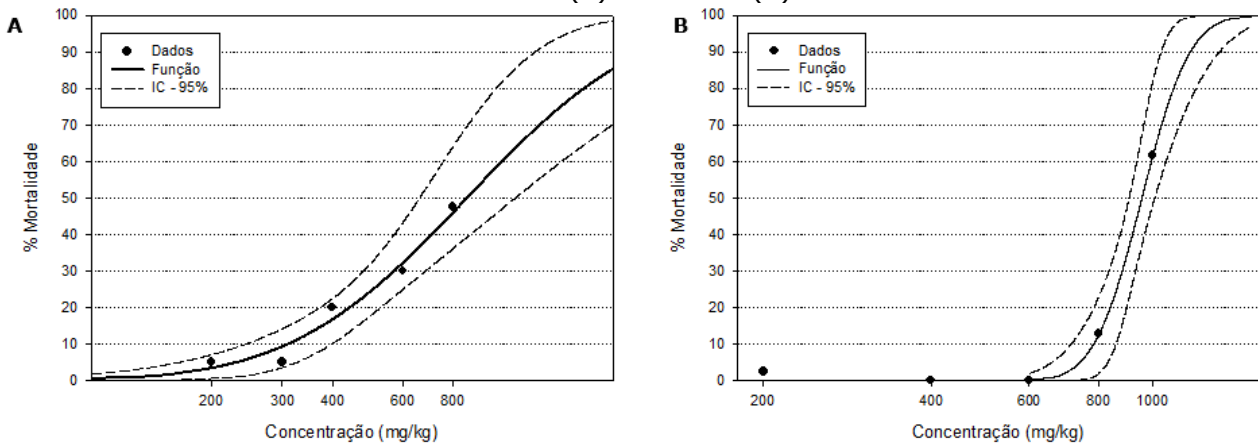 (A) (B)
A
100
90
80
70
60
50
40
30
20
10
0
% Mortalidade
Dados
Função
IC - 95%
200 300 400 600 800
Concentração (mg/kg)
B
100
90
80
70
60
50
40
30
20
10
0
% Mortalidade
Dados
Função
IC - 95%
200 400 600 800 1000
Concentração (mg/kg)